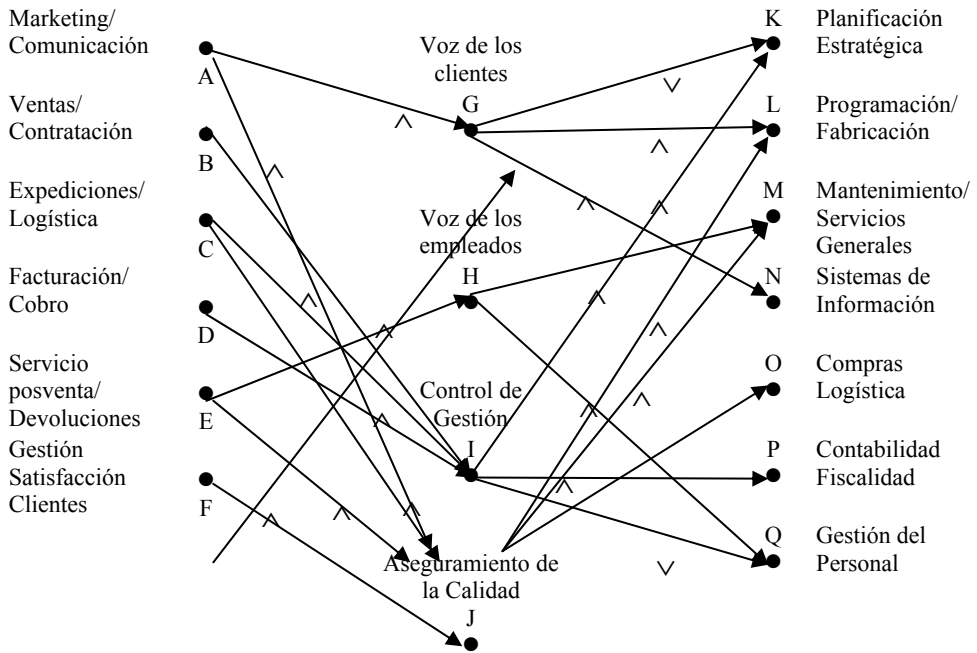 Marketing/
Comunicación
A
Ventas/
Contratación
B
Expediciones/
Logística
C
Facturación/
Cobro
D
Servicio
posventa/
Devoluciones
E
Gestión
Satisfacción
Clientes
F
Voz de los
clientes
G
Voz de los
empleados
H
Control de
Gestión
I
Aseguramiento de
la Calidad
J
K
Planificación
Estratégica
L
Programación/
Fabricación
M
Mantenimiento/
Servicios
Generales
N
Sistemas de
Información
O
Compras
Logística
P
Contabilidad
Fiscalidad
Q
Gestión del
Personal